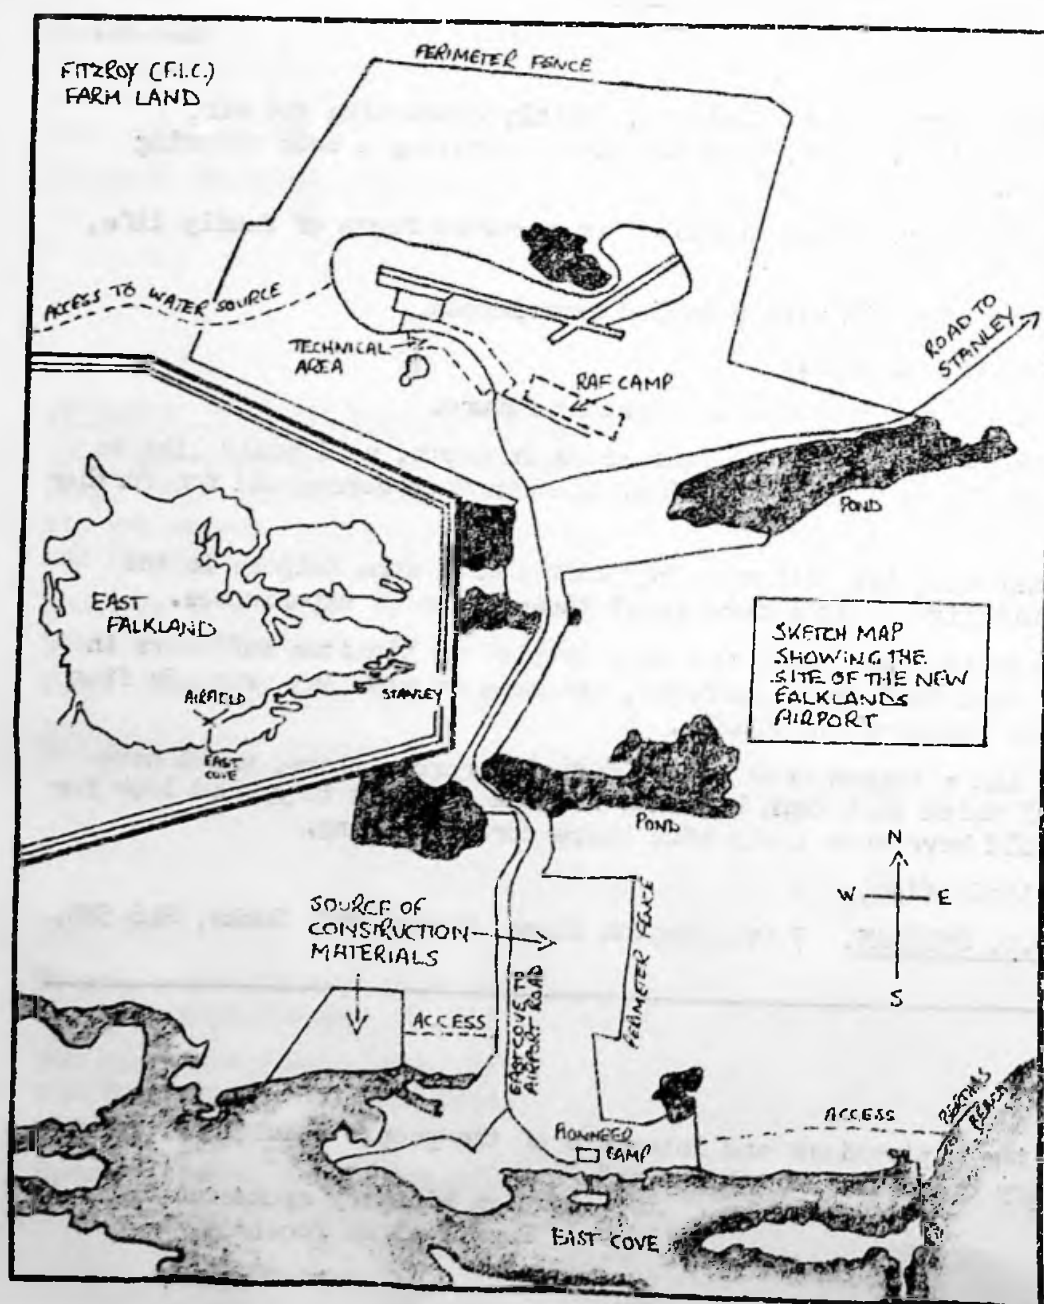 FITZROY (F.I.C.)
FARM LAND
PERIMETER FENCE
ACCESS TO WATER SOURCE
TECHNICAL
AREA
RAF CAMP
ROAD TO
STANLEY
POND
EAST
FALKLAND
AIRFIELD
STANLEY
EAST
COVE
SKETCH MAP
SHOWING THE
SITE OF THE NEW
FALKLANDS
AIRPORT
POND
N
W E
S
SOURCE OF
CONSTRUCTION
MATERIALS
PERIMETER FENCE
ACCESS
EAST COVE TO
AIRPORT ROAD
PIONEER
CAMP
ACCESS
BERTHAS
BEACH
EAST COVE